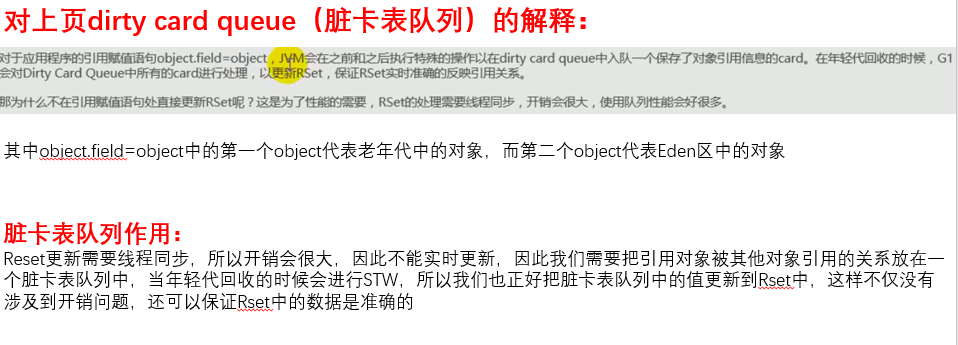 对上页dirty card queue（脏卡表队列）的解释：
对于应用程序的引用赋值语句object.field=object，JVM会在之前和之后执行特殊的操作以在dirty card queue中入队一个保存了对象引用信息的card。在年轻代回收的时候，G1
会对Dirty Card Queue中所有的card进行处理，以更新RSet，保证RSet实时准确的反映引用关系。
那为什么不在引用赋值语句处直接更新RSet呢？这是为了性能的需要，RSet的处理需要线程同步，开销会很大，使用队列性能会好很多。
其中object.field=object中的第一个object代表老年代中的对象，而第二个object代表Eden区中的对象
脏卡表队列作用：
Reset更新需要线程同步，所以开销会很大，因此不能实时更新，因此我们需要把引用对象被其他对象引用的关系放在一
个脏卡表队列中，当年轻代回收的时候会进行STW，所以我们也正好把脏卡表队列中的值更新到Rset中，这样不仅没有
涉及到开销问题，还可以保证Rset中的数据是准确的